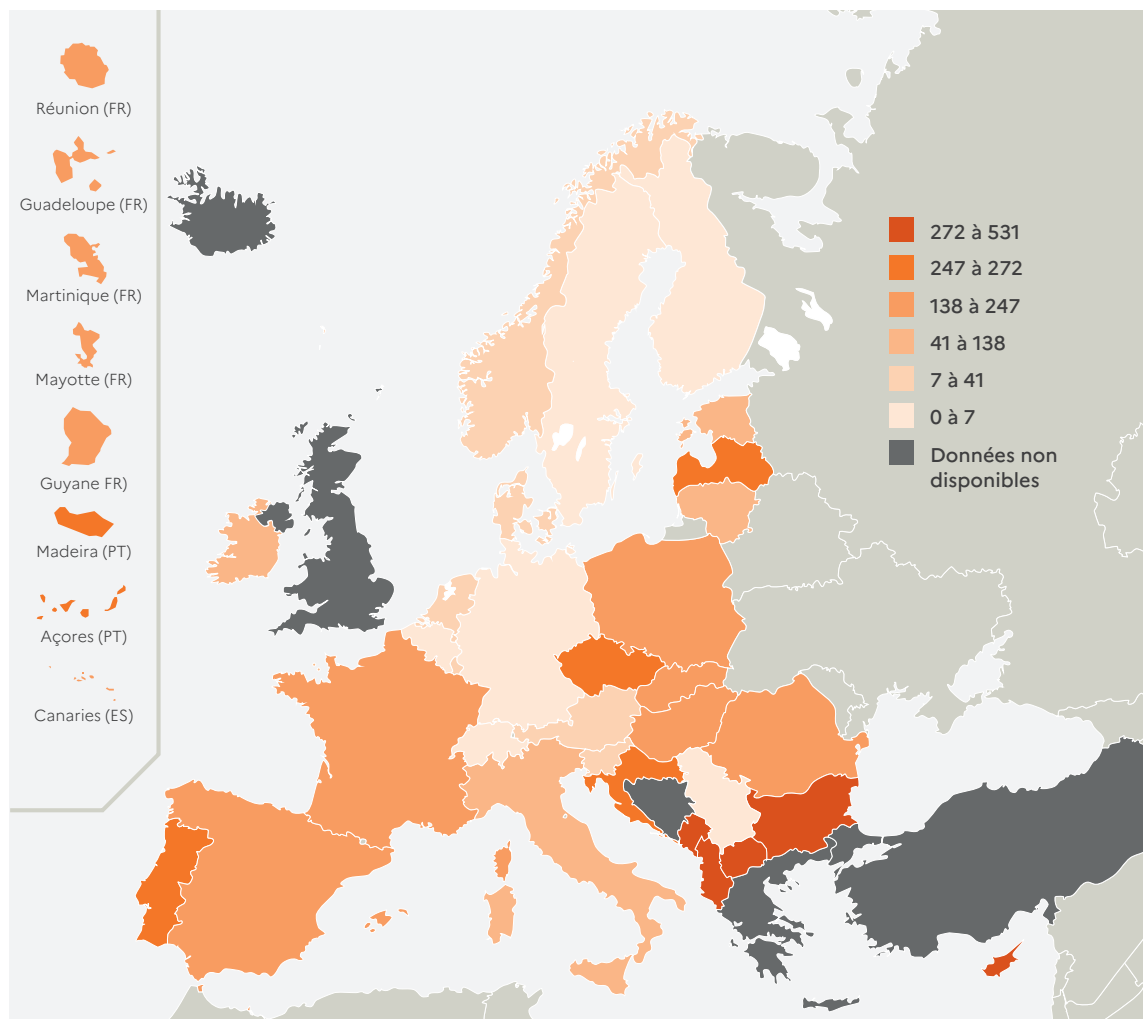 Réunion (FR)
Guadeloupe (FR)
Martinique (FR)
Mayotte (FR)
Guyane FR)
Madeira (PT)
Açores (PT)
Canaries (ES)
272 à 531
247 à 272
138 à 247
41 à 138
7 à 41
0 à 7
Données non
disponibles